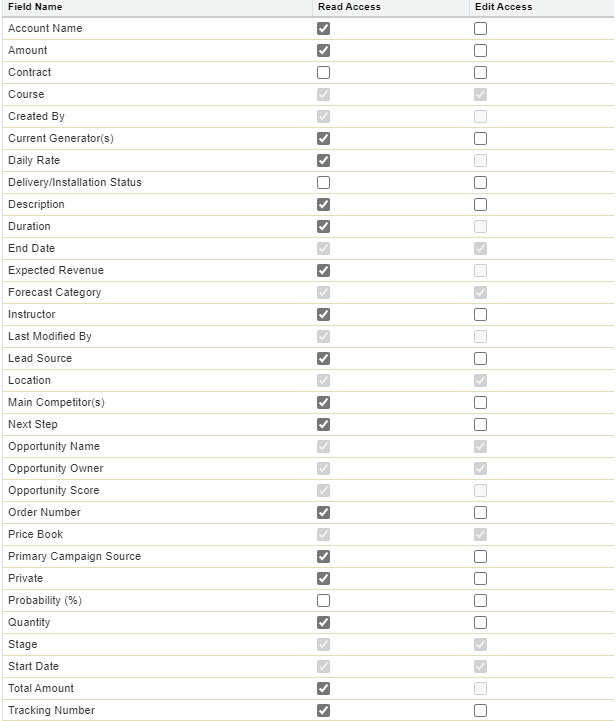 Field Name Read Access Edit Access
Account Name
Amount
Contract
Course
Created By
Current Generator(s)
Daily Rate
Delivery/Installation Status
Description
Duration
End Date
Expected Revenue
Forecast Category
Instructor
Last Modified By
Lead Source
Location
Main Competitor(s)
Next Step
Opportunity Name
Opportunity Owner
Opportunity Score
Order Number
Price Book
Primary Campaign Source
Private
Probability (%)
Quantity
Stage
Start Date
Total Amount
Tracking Number